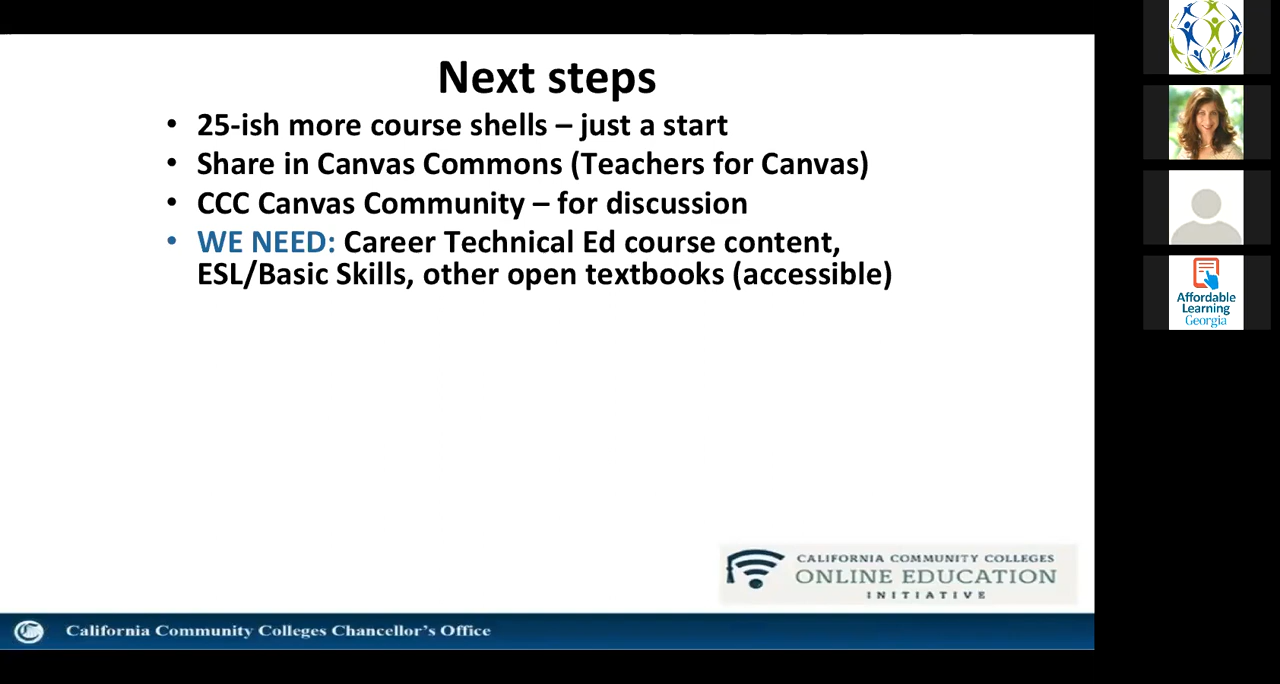 Next steps
• 25-ish more course shells – just a start
• Share in Canvas Commons (Teachers for Canvas)
• CCC Canvas Community – for discussion
• WE NEED: Career Technical Ed course content,
ESL/Basic Skills, other open textbooks (accessible)
CALIFORNIA COMMUNITY COLLEGES
ONLINE EDUCATION
INITIATIVE
California Community Colleges Chancellor's Office
Affordable
Learning
Georgia